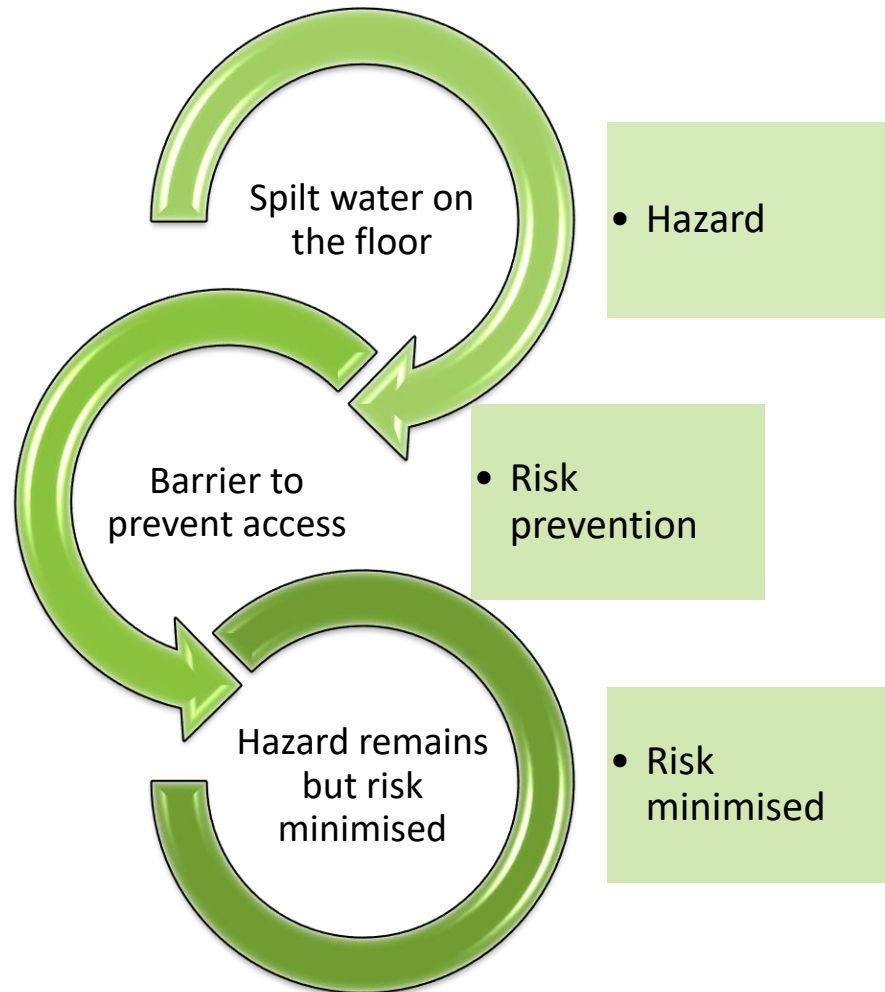 Spilt water on
the floor
• Hazard
Barrier to
prevent access
• Risk
prevention
Hazard remains
but risk
minimised
• Risk
minimised